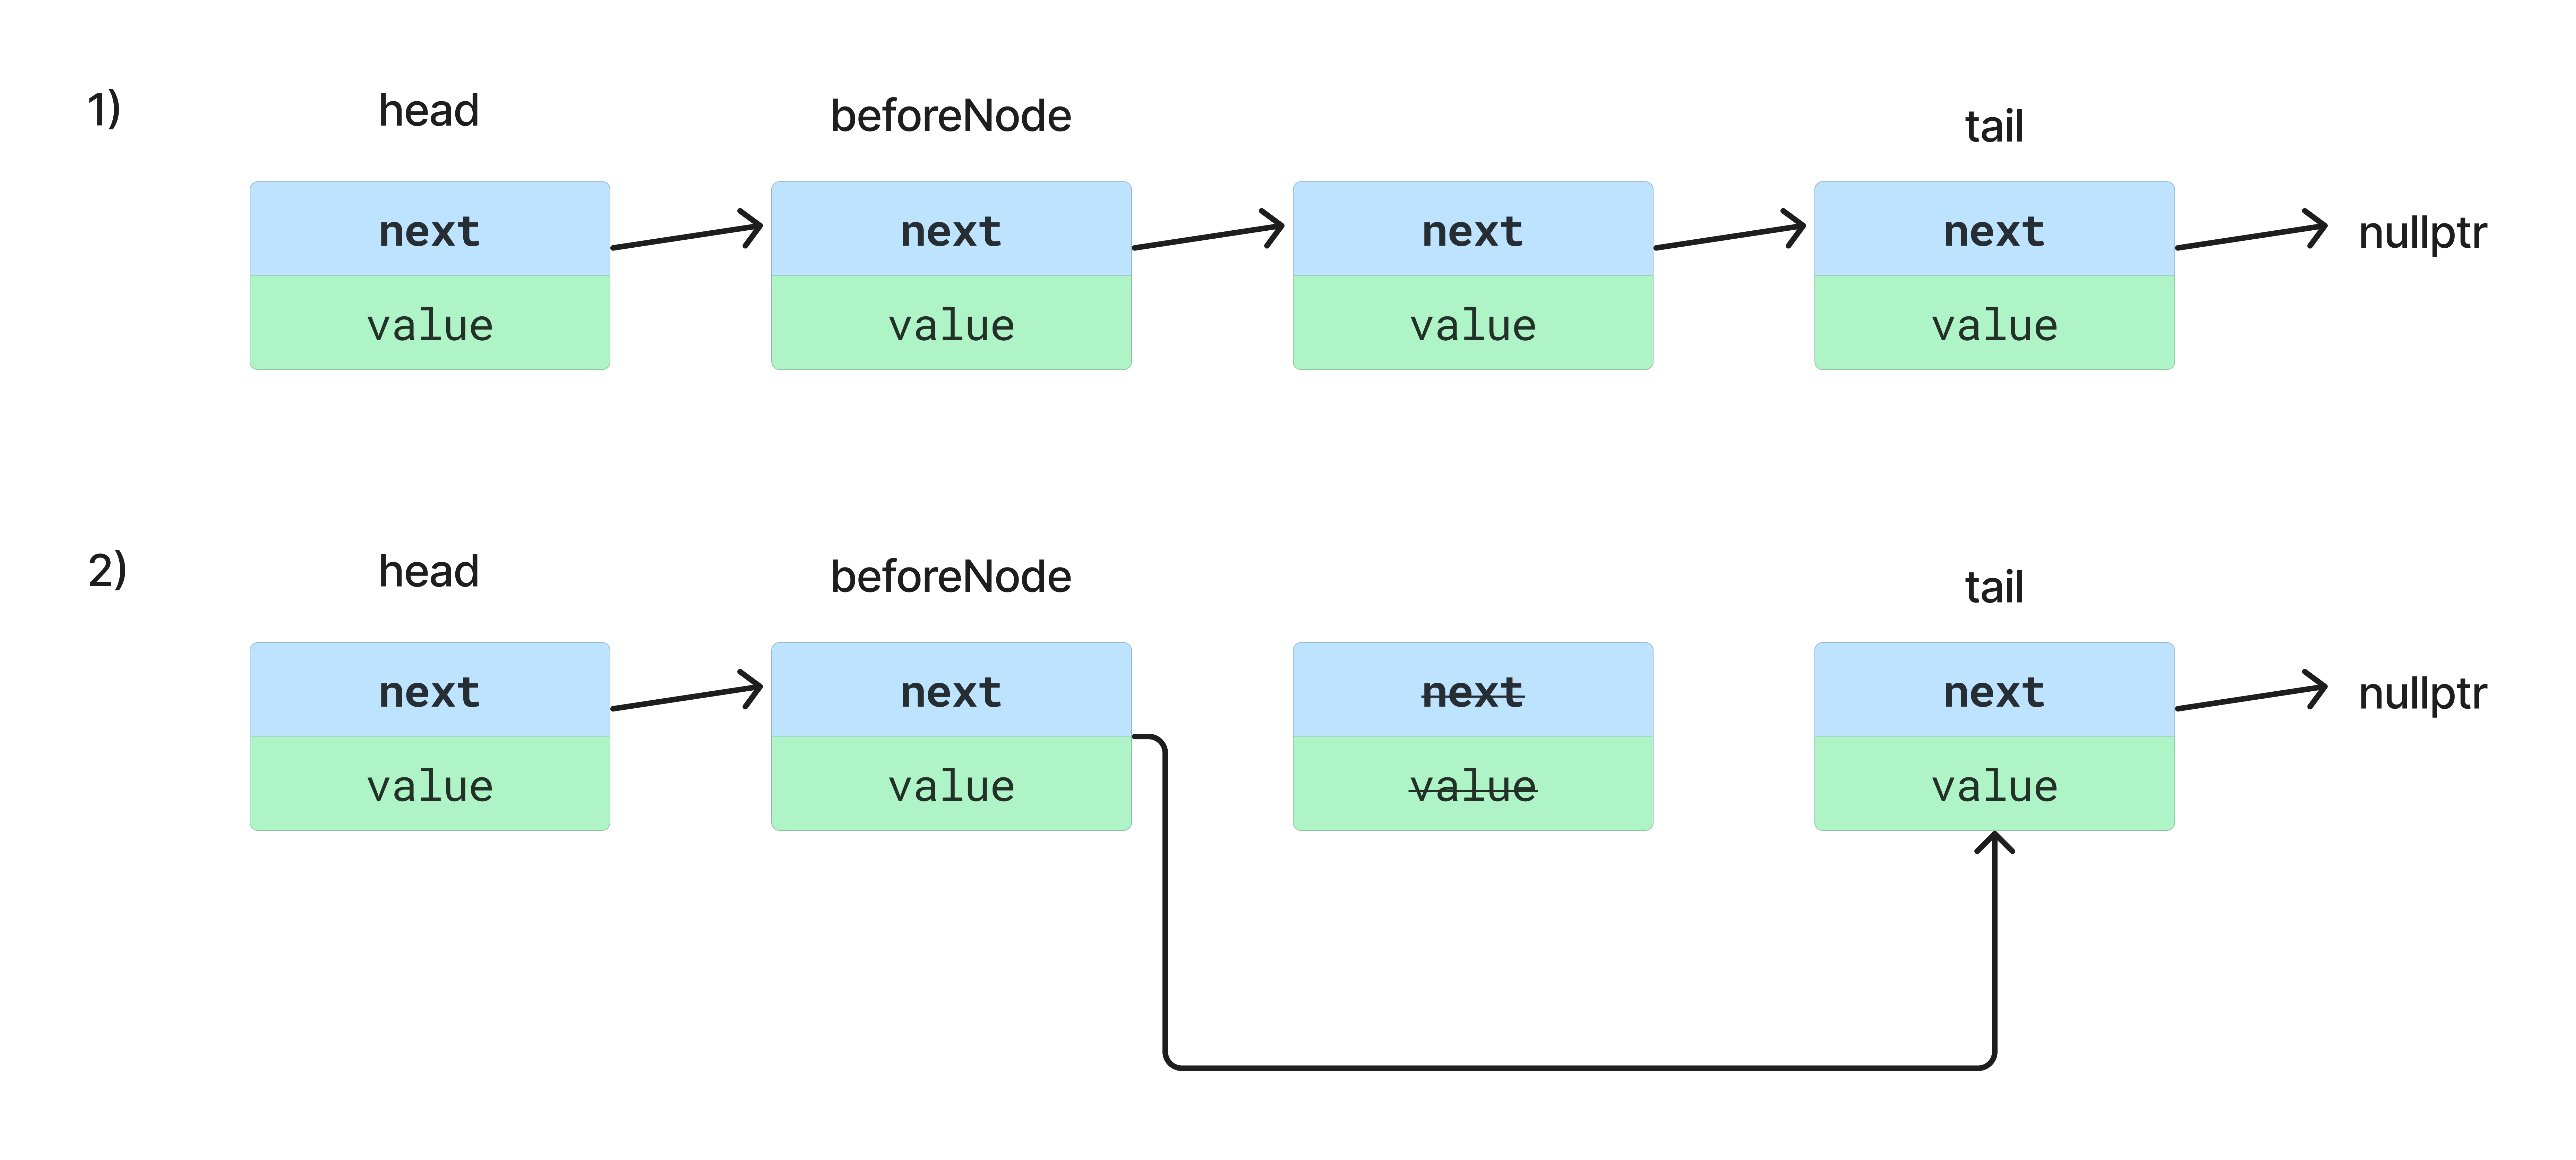 1)
head
beforeNode
tail
next
next
next
next
nullptr
value
value
value
value
2)
head
beforeNode
tail
next
next
next
next
nullptr
value
value
value
value